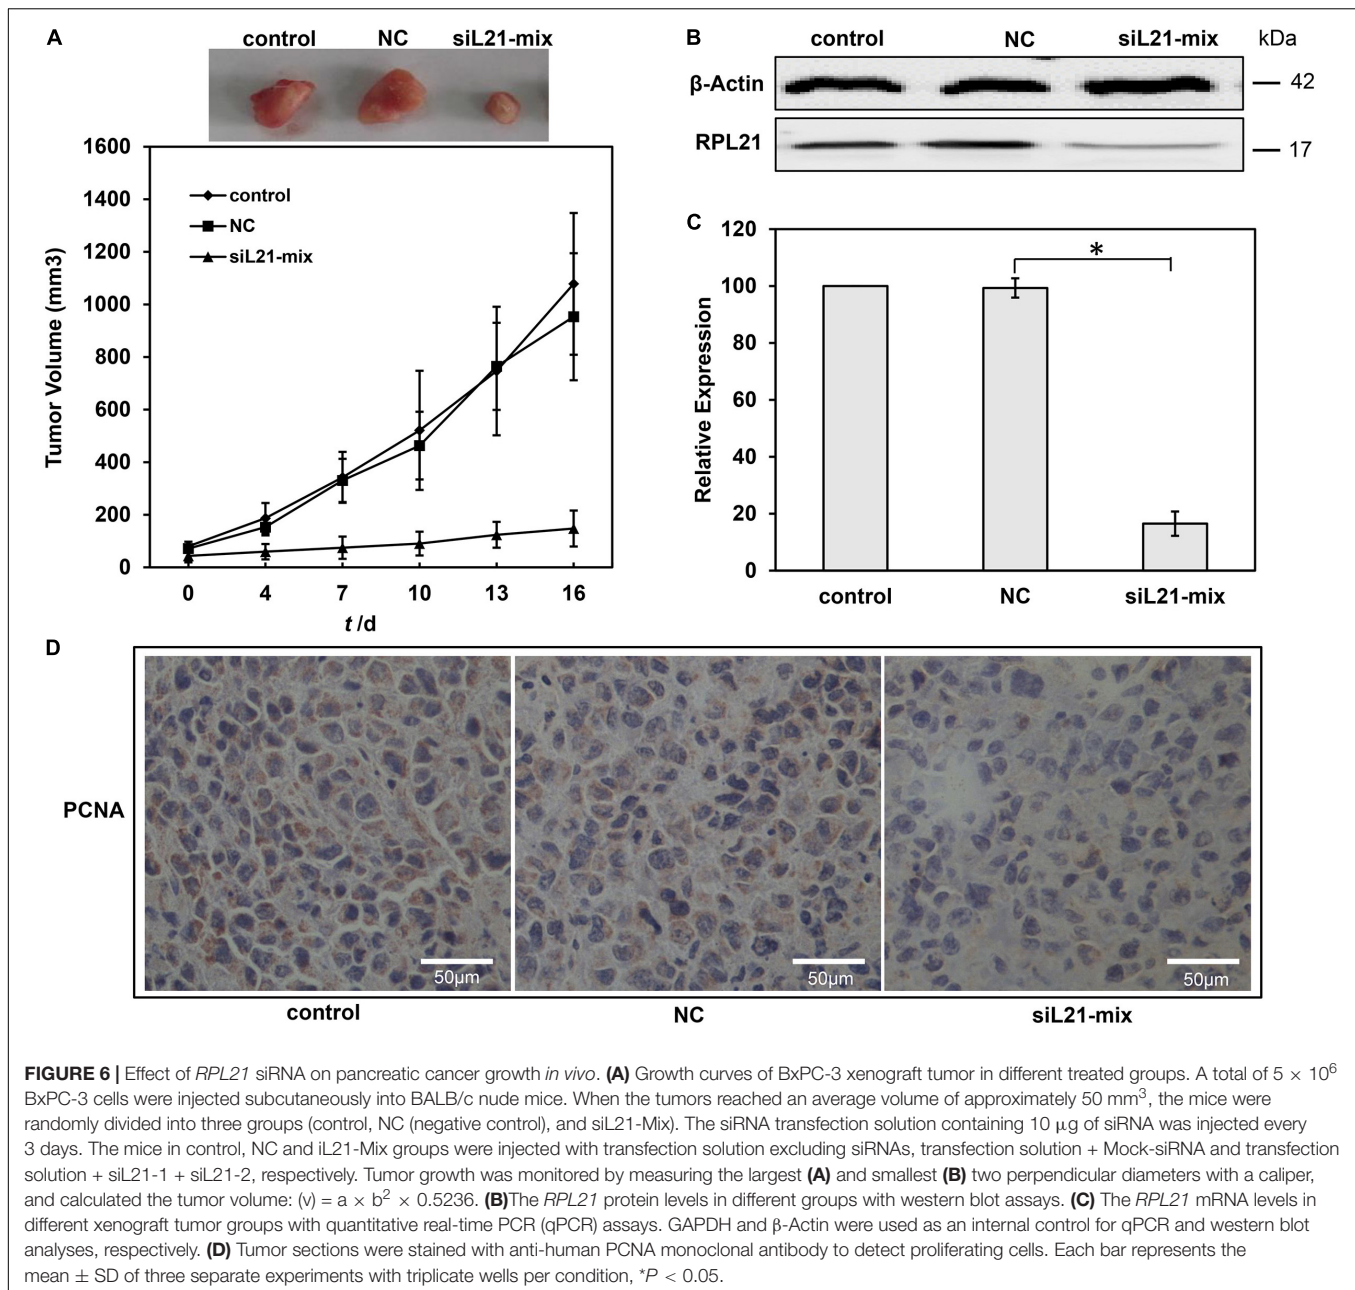 A
control NC siL21-mix
1600
1400
1200
1000
800
600
400
200
0
Tumor Volume (mm3)
control
NC
siL21-mix
0 4 7 10 13 16
t /d
B
control NC siL21-mix kDa
β-Actin 42
RPL21 17
C
120
100
80
60
40
20
0
Relative Expression
*
control NC siL21-mix
D
PCNA
50μm 50μm 50μm
control NC siL21-mix
FIGURE 6 | Effect of RPL21 siRNA on pancreatic cancer growth in vivo. (A) Growth curves of BxPC-3 xenograft tumor in different treated groups. A total of 5 × 10⁶
BxPC-3 cells were injected subcutaneously into BALB/c nude mice. When the tumors reached an average volume of approximately 50 mm³, the mice were
randomly divided into three groups (control, NC (negative control), and siL21-Mix). The siRNA transfection solution containing 10 μg of siRNA was injected every
3 days. The mice in control, NC and iL21-Mix groups were injected with transfection solution excluding siRNAs, transfection solution + Mock-siRNA and transfection
solution + siL21-1 + siL21-2, respectively. Tumor growth was monitored by measuring the largest (A) and smallest (B) two perpendicular diameters with a caliper,
and calculated the tumor volume: (v) = a × b² × 0.5236. (B)The RPL21 protein levels in different groups with western blot assays. (C) The RPL21 mRNA levels in
different xenograft tumor groups with quantitative real-time PCR (qPCR) assays. GAPDH and β-Actin were used as an internal control for qPCR and western blot
analyses, respectively. (D) Tumor sections were stained with anti-human PCNA monoclonal antibody to detect proliferating cells. Each bar represents the
mean ± SD of three separate experiments with triplicate wells per condition, *P < 0.05.